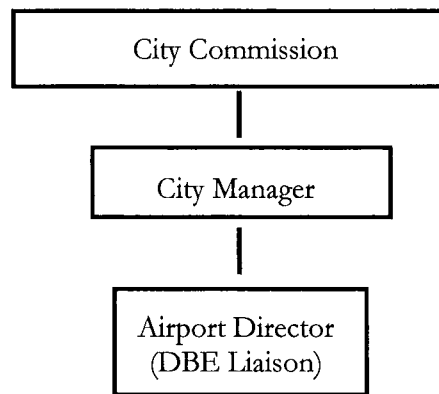 City Commission
City Manager
Airport Director
(DBE Liaison)